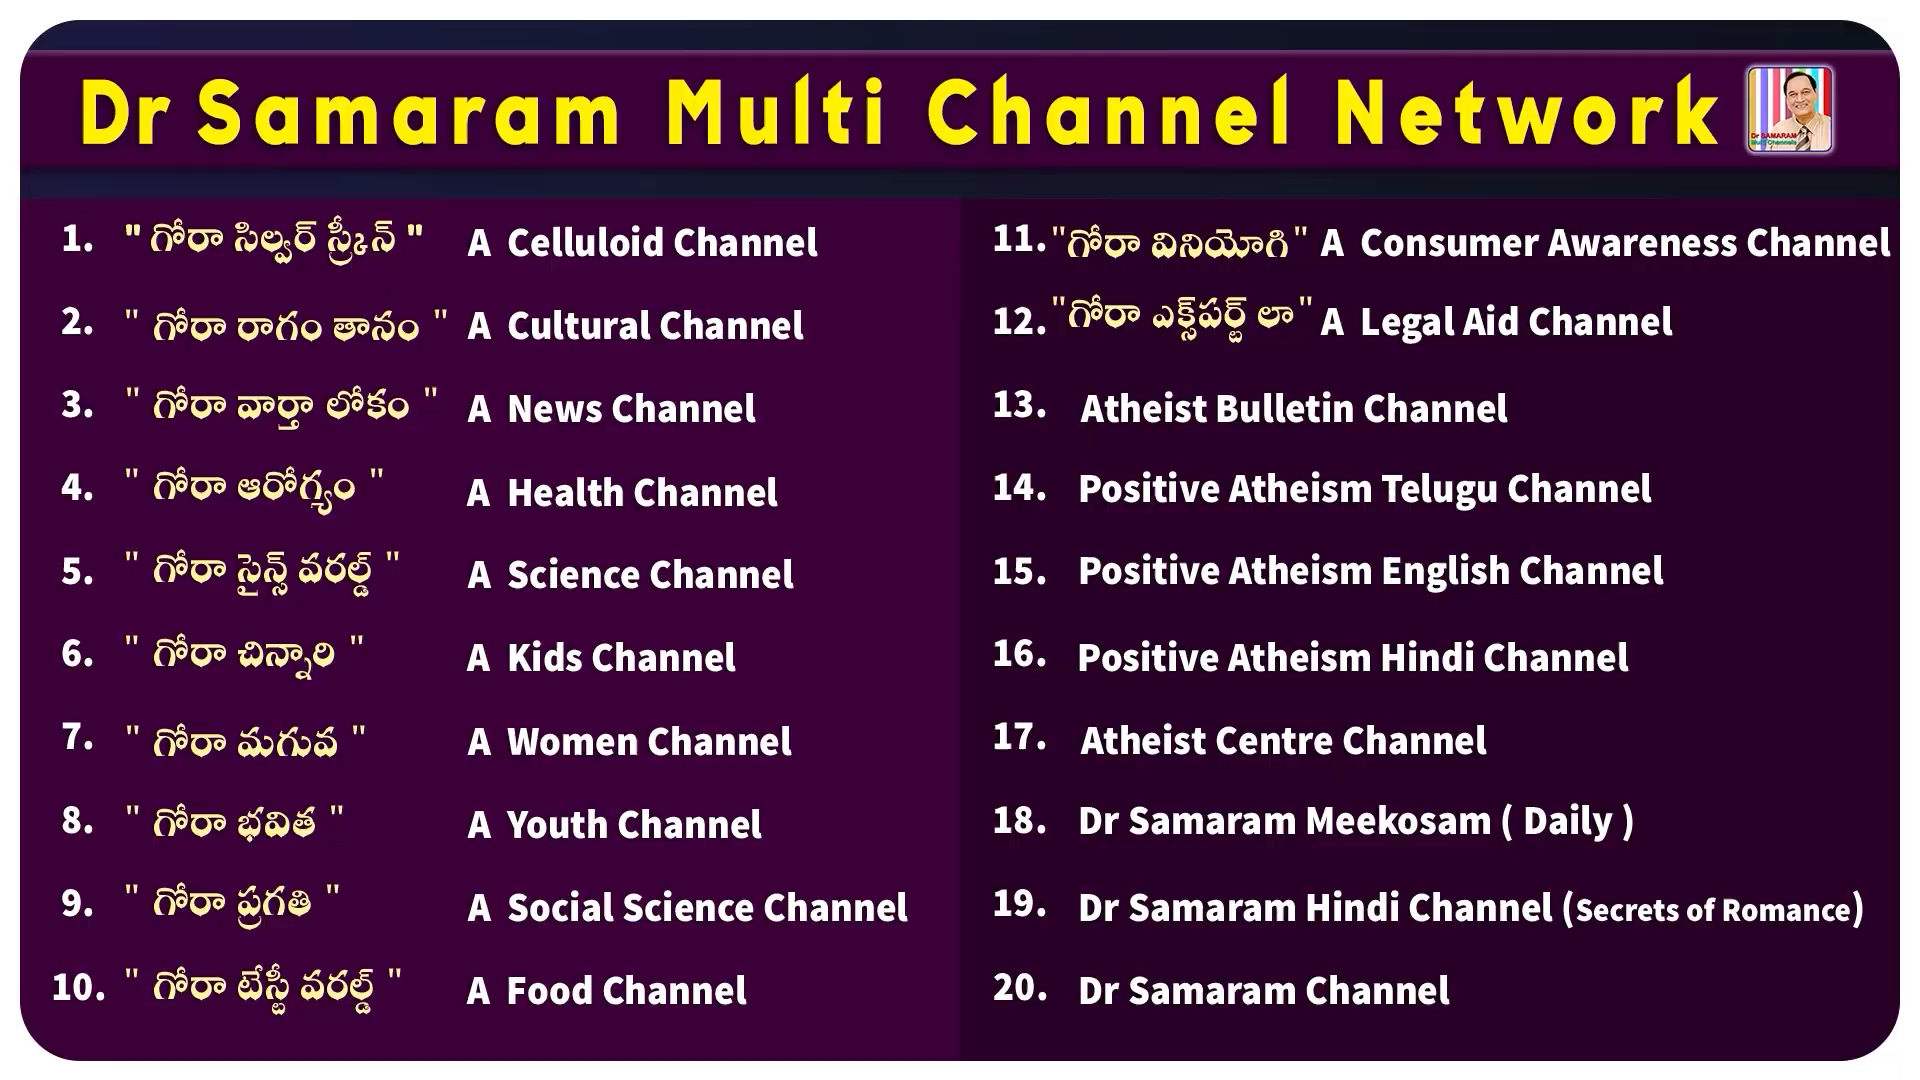 Dr Samaram Multi Channel Network
Dr SAMARAM
Multi Channels
1. " గోరా సిల్వర్ స్క్రీన్ " A Celluloid Channel
2. " గోరా రాగం తానం " A Cultural Channel
3. " గోరా వార్తా లోకం " A News Channel
4. " గోరా ఆరోగ్యం " A Health Channel
5. " గోరా సైన్స్ వరల్డ్ " A Science Channel
6. " గోరా చిన్నారి " A Kids Channel
7. " గోరా మగువ " A Women Channel
8. " గోరా భవిత " A Youth Channel
9. " గోరా ప్రగతి " A Social Science Channel
10. " గోరా టేస్టీ వరల్డ్ " A Food Channel
11. "గోరా వినియోగి" A Consumer Awareness Channel
12. "గోరా ఎక్స్‌పర్ట్ లా" A Legal Aid Channel
13. Atheist Bulletin Channel
14. Positive Atheism Telugu Channel
15. Positive Atheism English Channel
16. Positive Atheism Hindi Channel
17. Atheist Centre Channel
18. Dr Samaram Meekosam ( Daily )
19. Dr Samaram Hindi Channel (Secrets of Romance)
20. Dr Samaram Channel